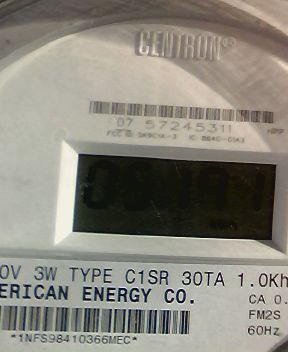 CENTRON®
07 57245311
0V 3W TYPE C1SR 30TA 1.0Kh
ERICAN ENERGY CO.
CA 0.
FM2S
60Hz
*1NFS98410366MEC*